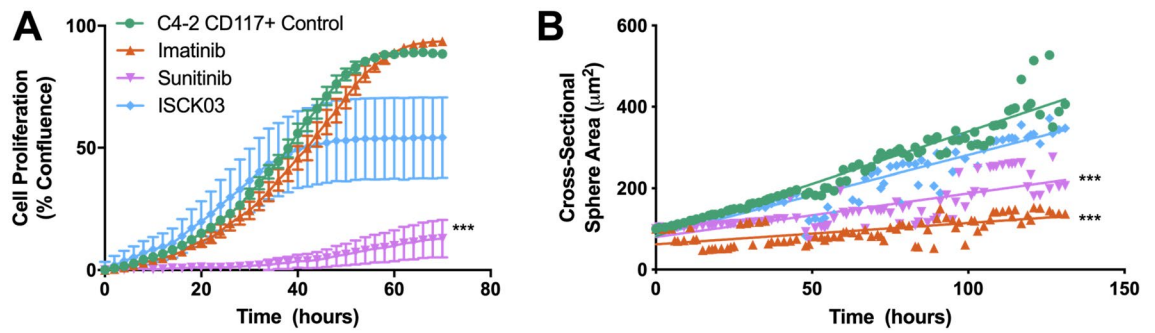 A
C4-2 CD117+ Control
Imatinib
Sunitinib
ISCK03
Cell Proliferation
(% Confluence)
100
50
0
0 20 40 60 80
Time (hours)
***
B
Cross-Sectional
Sphere Area (μm²)
600
400
200
0
0 50 100 150
Time (hours)
***
***